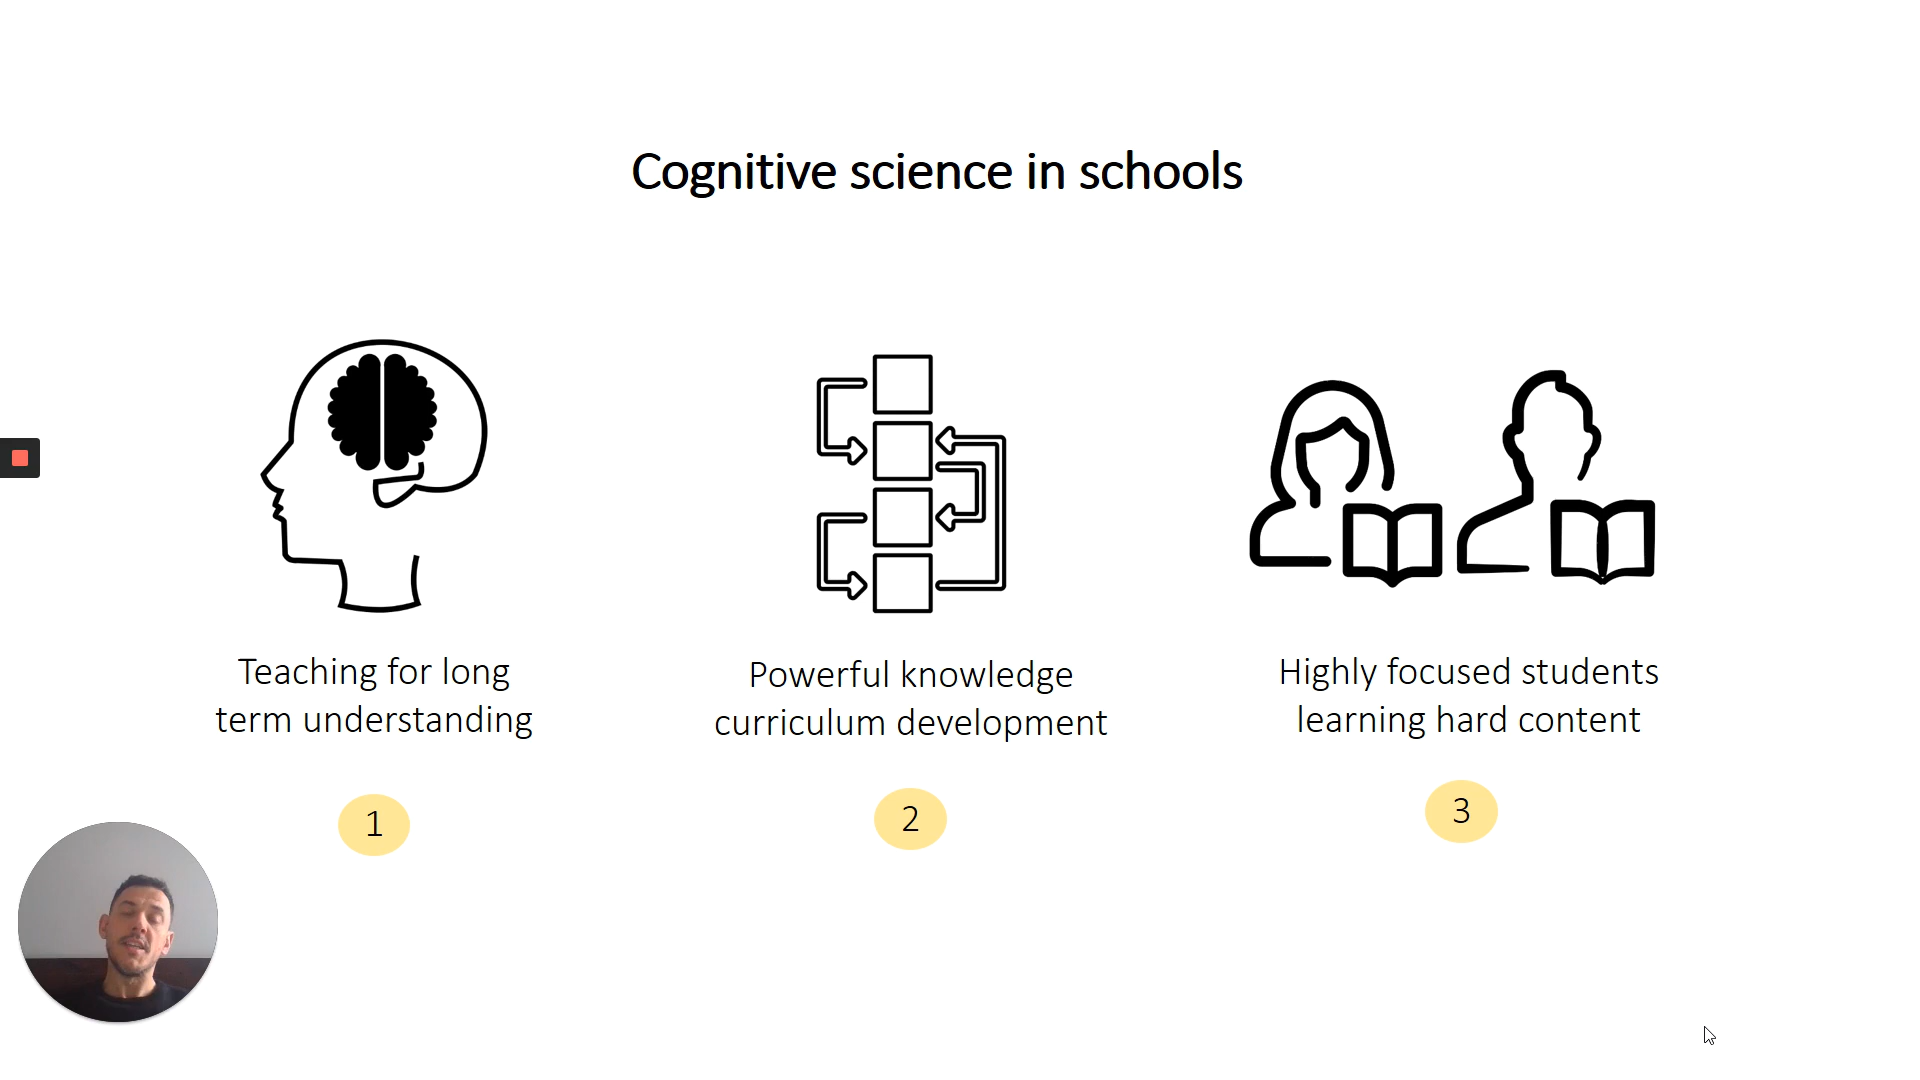 Cognitive science in schools
Teaching for long
term understanding
1
Powerful knowledge
curriculum development
2
Highly focused students
learning hard content
3